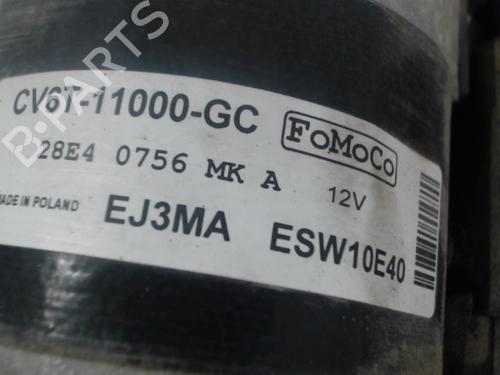 CV6T-11000-GC FoMoCo
28E4 0756 MK A 12V
MADE IN POLAND EJ3MA ESW10E40
B-PARTS